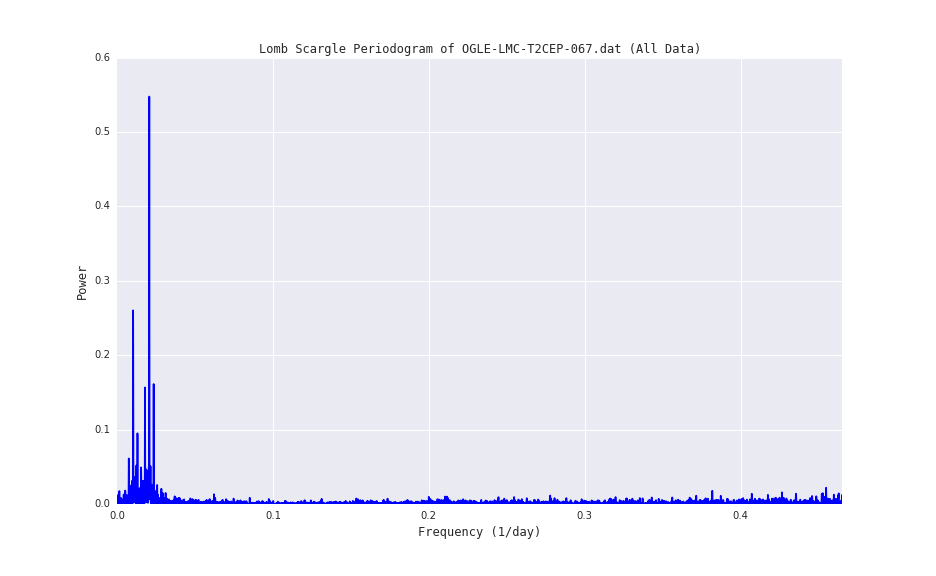 Lomb Scargle Periodogram of OGLE-LMC-T2CEP-067.dat (All Data)
0.6
0.5
0.4
0.3
0.2
0.1
0.0
Power
0.0 0.1 0.2 0.3 0.4
Frequency (1/day)